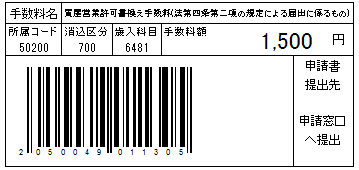 手数料名 質屋営業許可書換え手数料(法第四条第二項の規定による届出に係るもの)
所属コード 消込区分 歳入科目 手数料額
50200 700 6481 1,500 円
申請書
提出先
申請窓口
へ提出
2050049011305